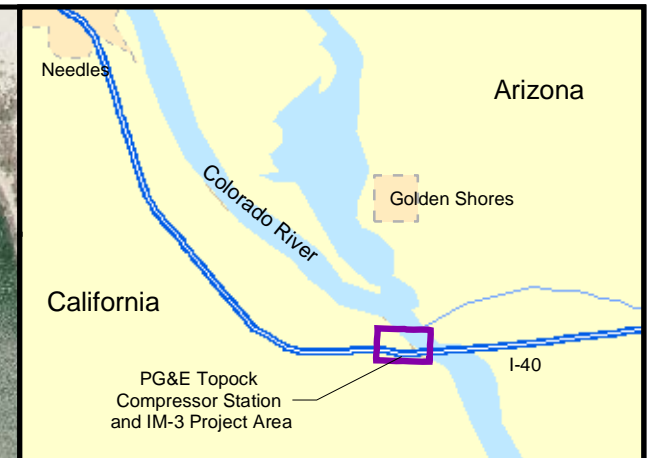 Needles
Arizona
Golden Shores
Colorado River
California
I-40
PG&E Topock
Compressor Station
and IM-3 Project Area